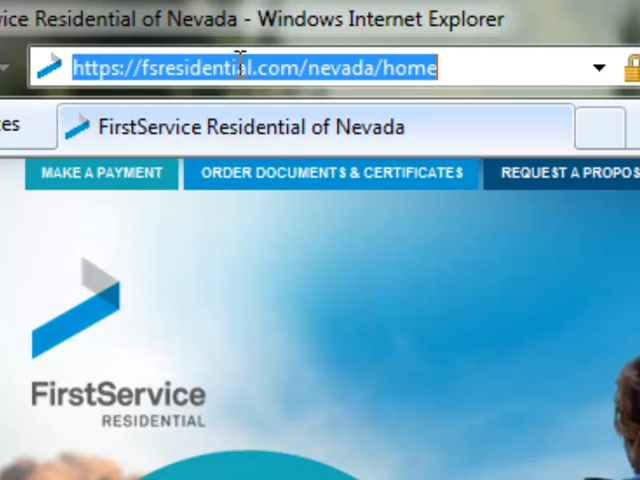 vice Residential of Nevada - Windows Internet Explorer
https://fsresidential.com/nevada/home
es
FirstService Residential of Nevada
MAKE A PAYMENT
ORDER DOCUMENTS & CERTIFICATES
REQUEST A PROPOS
FirstService
RESIDENTIAL